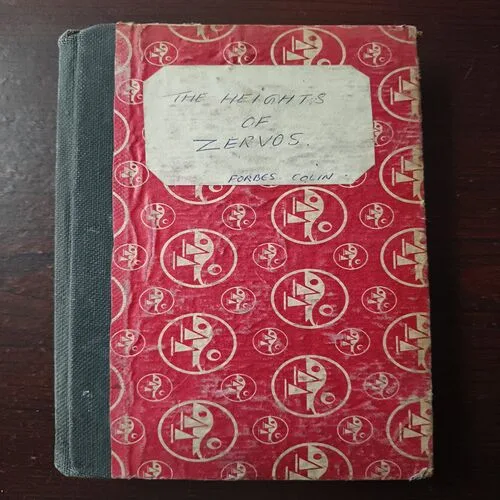 THE HEIGHTS
OF
ZERVOS.
FORBES COLIN